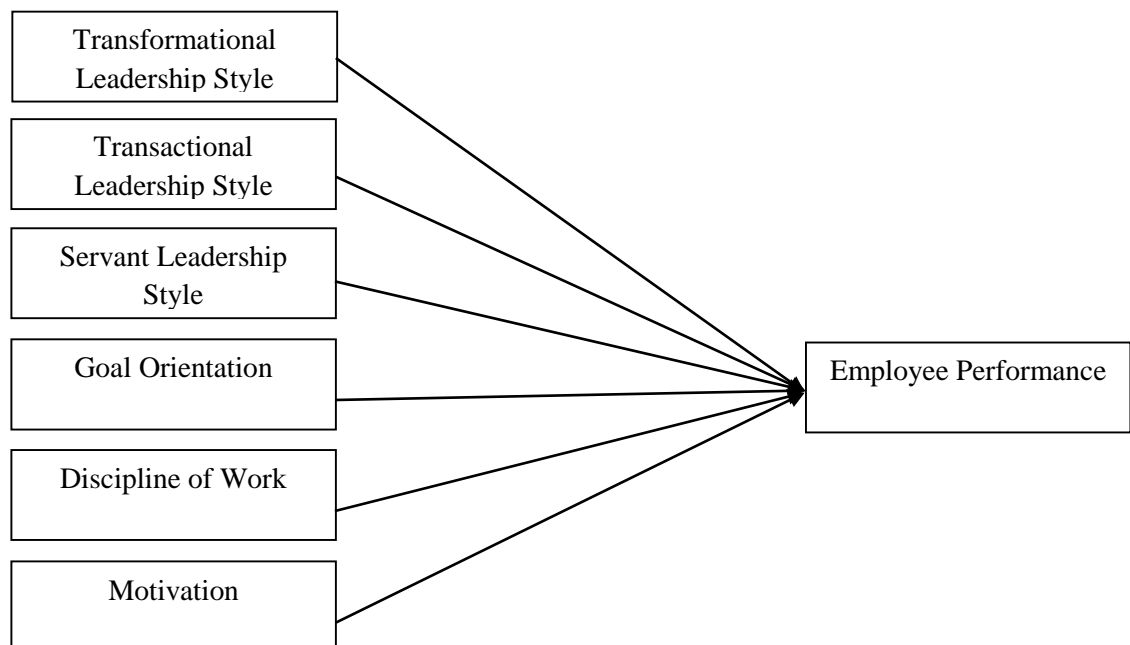 Transformational
Leadership Style
Transactional
Leadership Style
Servant Leadership
Style
Goal Orientation
Employee Performance
Discipline of Work
Motivation